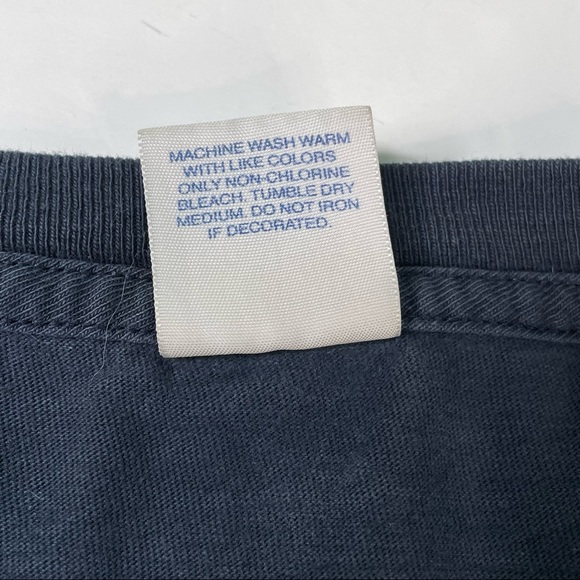 MACHINE WASH WARM
WITH LIKE COLORS
ONLY NON-CHLORINE
BLEACH. TUMBLE DRY
MEDIUM. DO NOT IRON
IF DECORATED.